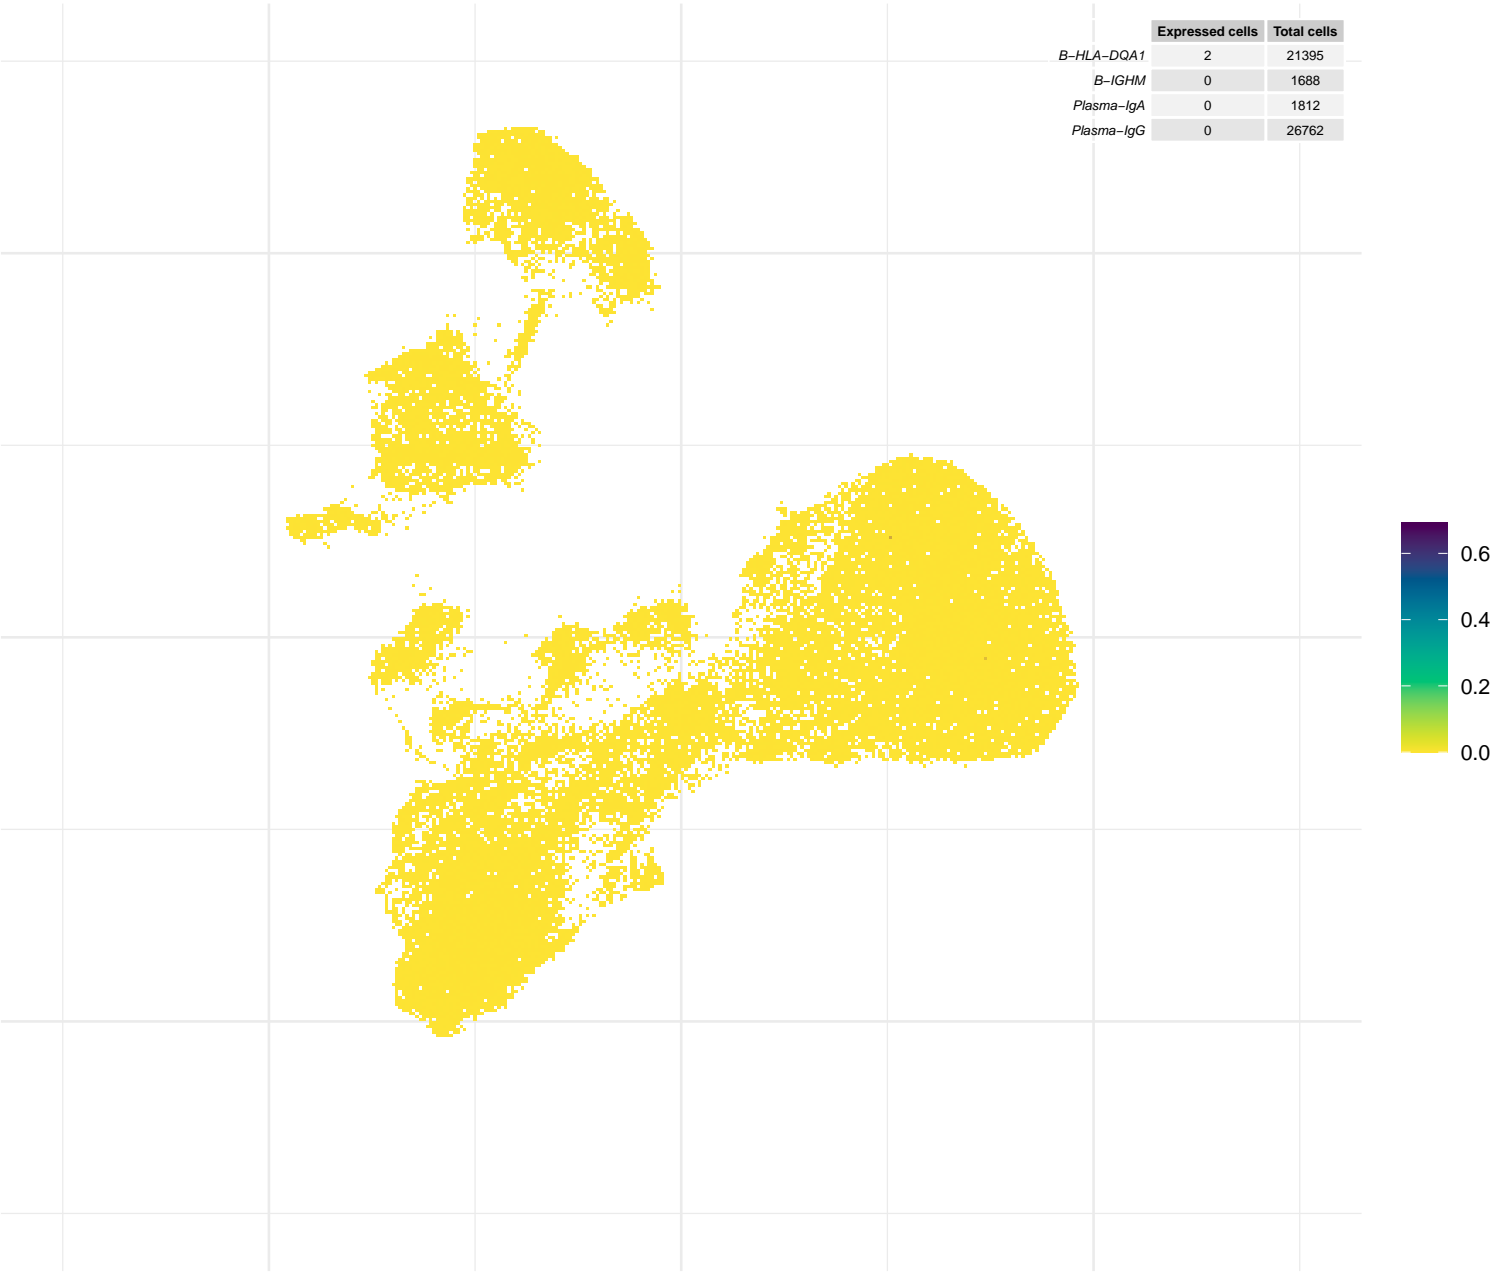 Expressed cells Total cells
B−HLA−DQA1 2 21395
B−IGHM 0 1688
Plasma−IgA 0 1812
Plasma−IgG 0 26762
0.6
0.4
0.2
0.0